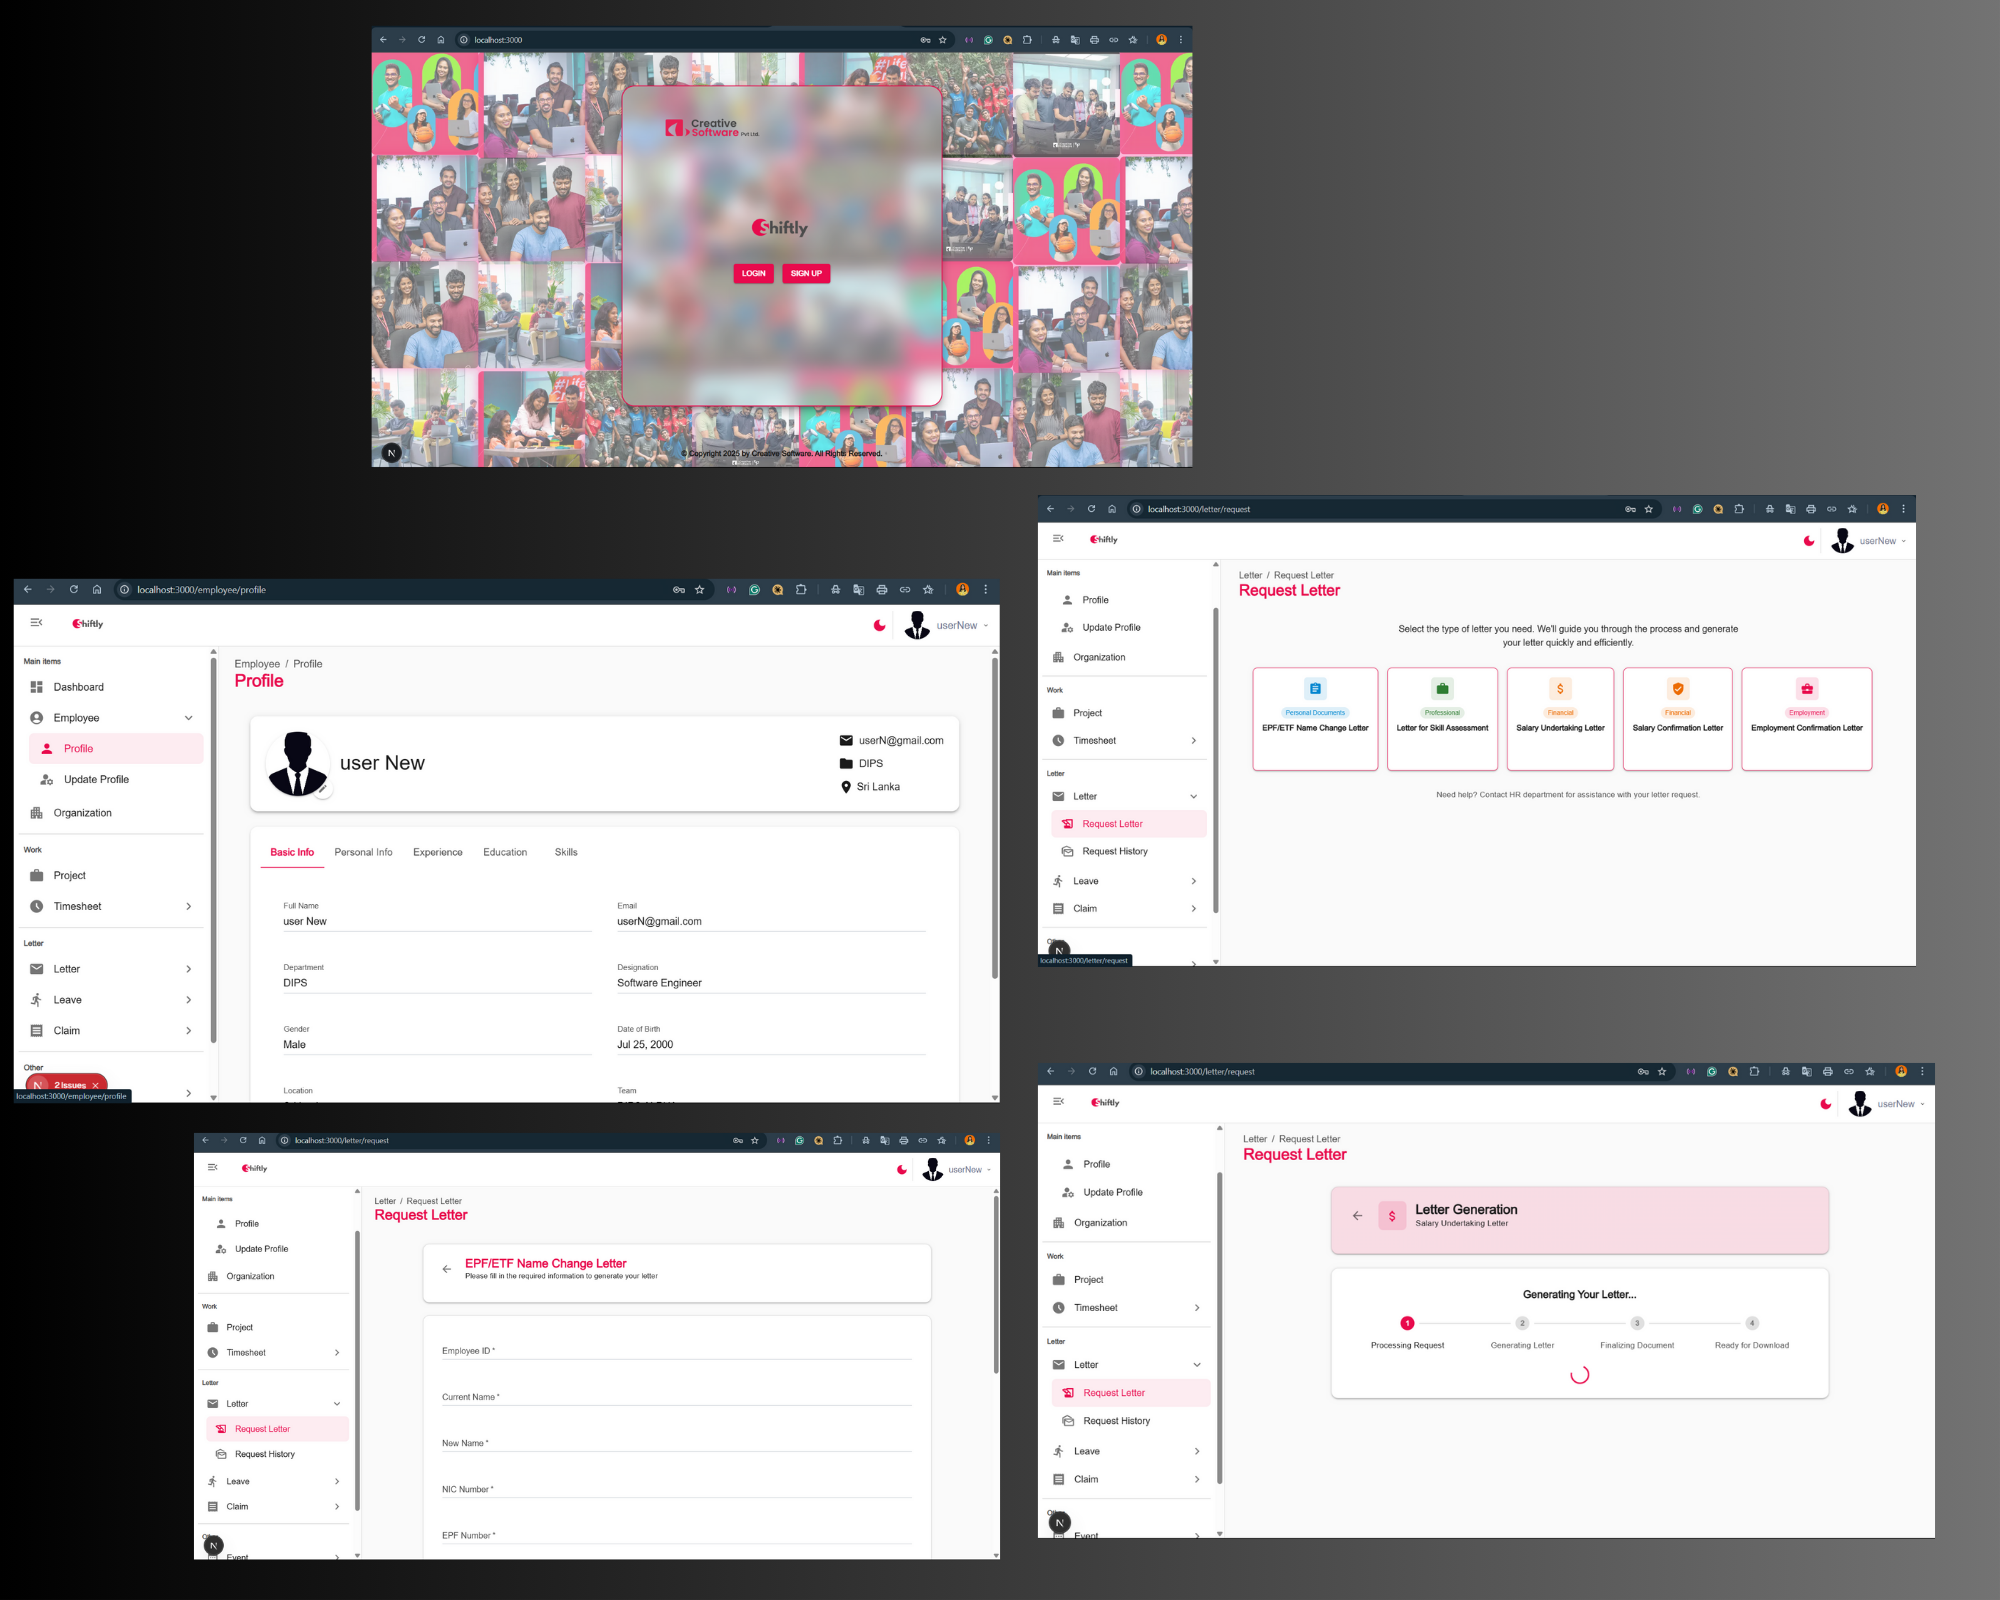 localhost:3000
Creative
Software Pvt Ltd.
Shiftly
LOGIN
SIGN UP
© Copyright 2025 by Creative Software. All Rights Reserved.
N
localhost:3000/employee/profile
Shiftly
userNew
Main items
Dashboard
Employee
Profile
Update Profile
Organization
Work
Project
Timesheet
Letter
Letter
Leave
Claim
Other
N 2 Issues
localhost:3000/employee/profile
Employee / Profile
Profile
user New
userN@gmail.com
DIPS
Sri Lanka
Basic Info
Personal Info
Experience
Education
Skills
Full Name
user New
Email
userN@gmail.com
Department
DIPS
Designation
Software Engineer
Gender
Male
Date of Birth
Jul 25, 2000
Location
Team
localhost:3000/letter/request
Shiftly
userNew
Main items
Profile
Update Profile
Organization
Work
Project
Timesheet
Letter
Letter
Request Letter
Request History
Leave
Claim
N
localhost:3000/letter/request
Letter / Request Letter
Request Letter
Select the type of letter you need. We'll guide you through the process and generate
your letter quickly and efficiently.
Personal Documents
EPF/ETF Name Change Letter
Professional
Letter for Skill Assessment
Financial
Salary Undertaking Letter
Financial
Salary Confirmation Letter
Employment
Employment Confirmation Letter
Need help? Contact HR department for assistance with your letter request.
localhost:3000/letter/request
Shiftly
userNew
Main items
Profile
Update Profile
Organization
Work
Project
Timesheet
Letter
Letter
Request Letter
Request History
Leave
Claim
N
Event
Letter / Request Letter
Request Letter
EPF/ETF Name Change Letter
Please fill in the required information to generate your letter
Employee ID *
Current Name *
New Name *
NIC Number *
EPF Number *
localhost:3000/letter/request
Shiftly
userNew
Main items
Profile
Update Profile
Organization
Work
Project
Timesheet
Letter
Letter
Request Letter
Request History
Leave
Claim
N
Event
Letter / Request Letter
Request Letter
Letter Generation
Salary Undertaking Letter
Generating Your Letter...
1
2
3
4
Processing Request
Generating Letter
Finalizing Document
Ready for Download